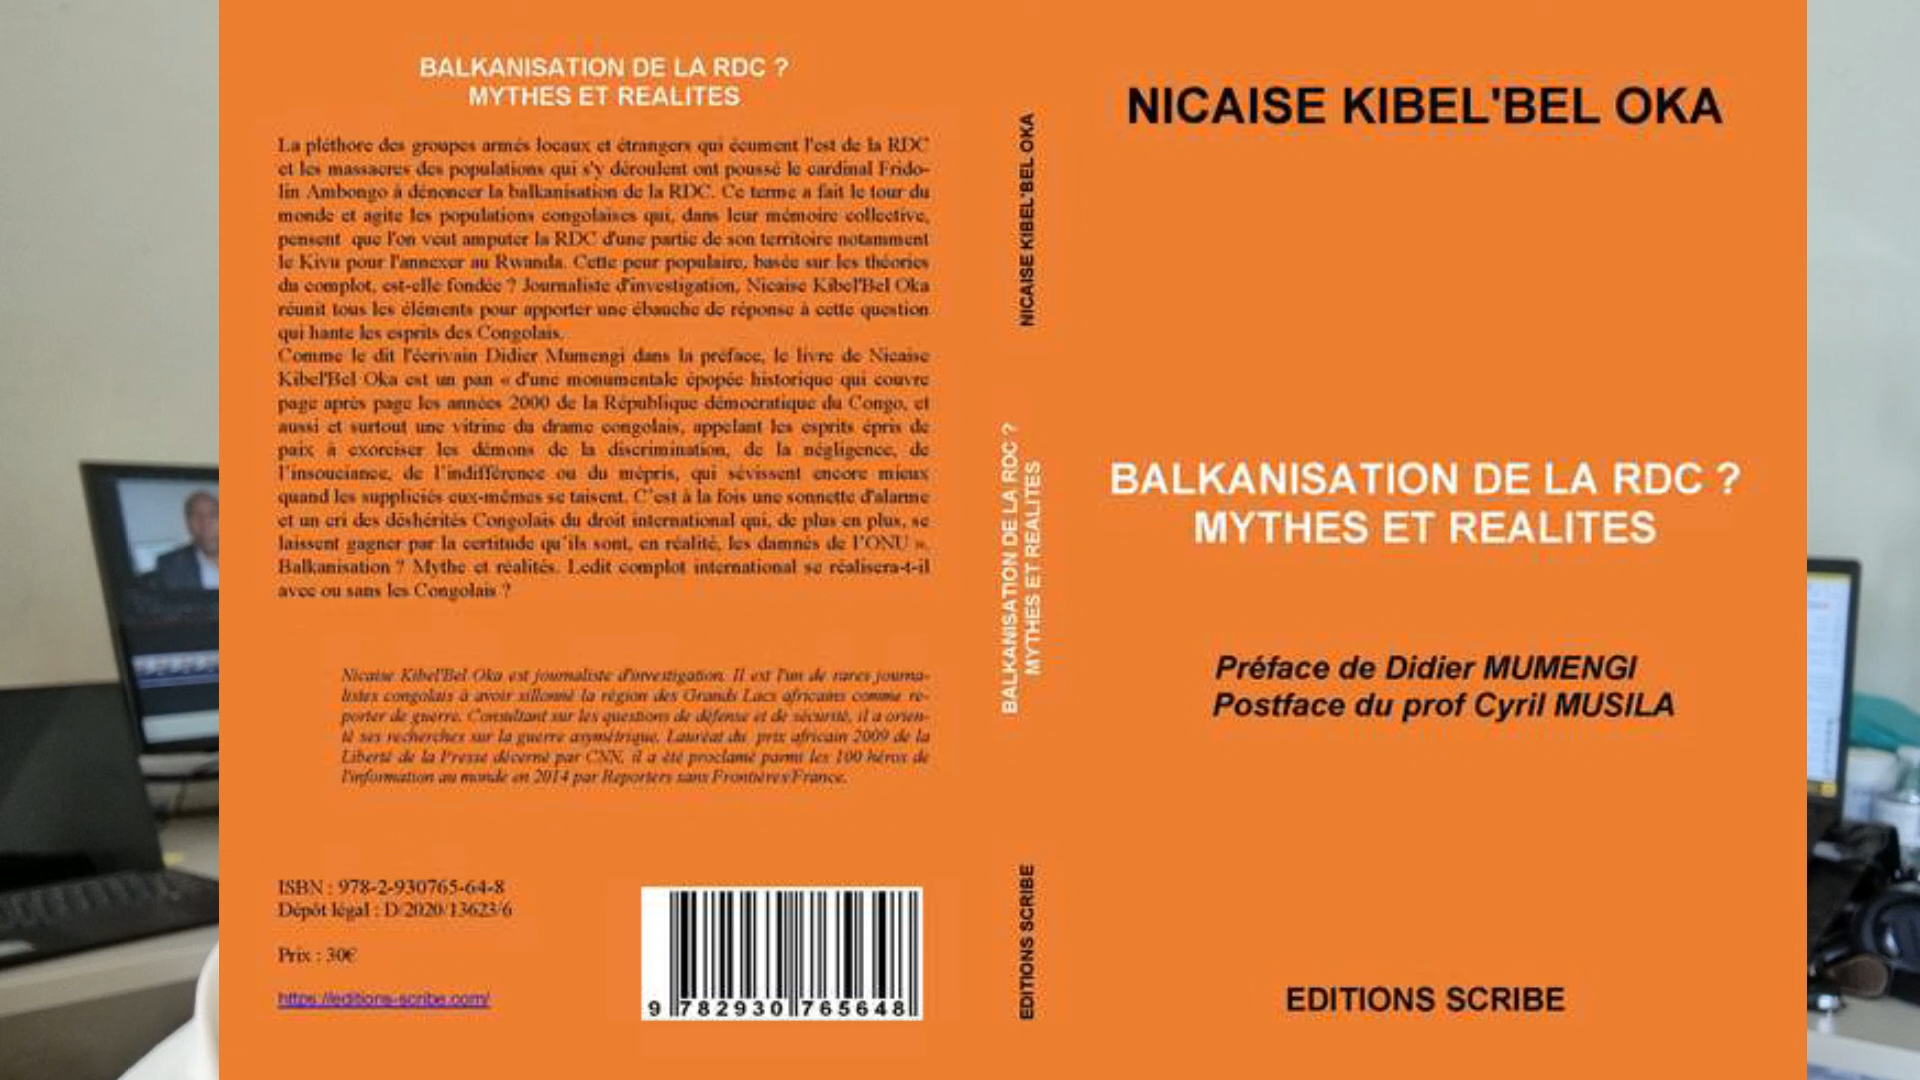 BALKANISATION DE LA RDC ?
MYTHES ET REALITES
La pléthore des groupes armés locaux et étrangers qui écument l'est de la RDC
et les massacres des populations qui s'y déroulent ont poussé le cardinal Frido-
lin Ambongo à dénoncer la balkanisation de la RDC. Ce terme a fait le tour du
monde et agite les populations congolaises qui, dans leur mémoire collective,
pensent que l'on veut amputer la RDC d'une partie de son territoire notamment
le Kivu pour l'annexer au Rwanda. Cette peur populaire, basée sur les théories
du complot, est-elle fondée ? Journaliste d'investigation, Nicaise Kibel'Bel Oka
réunit tous les éléments pour apporter une ébauche de réponse à cette question
qui hante les esprits des Congolais.
Comme le dit l'écrivain Didier Mumengi dans la préface, le livre de Nicaise
Kibel'Bel Oka est un pan « d'une monumentale épopée historique qui couvre
page après page les années 2000 de la République démocratique du Congo, et
aussi et surtout une vitrine du drame congolais, appelant les esprits épris de
paix à exorciser les démons de la discrimination, de la négligence, de
l'insouciance, de l'indifférence ou du mépris, qui sévissent encore mieux
quand les suppliciés eux-mêmes se taisent. C'est à la fois une sonnette d'alarme
et un cri des déshérités Congolais du droit international qui, de plus en plus, se
laissent gagner par la certitude qu'ils sont, en réalité, les damnés de l'ONU ».
Balkanisation ? Mythe et réalités. Ledit complot international se réalisera-t-il
avec ou sans les Congolais ?
Nicaise Kibel'Bel Oka est journaliste d'investigation. Il est l'un de rares journa-
listes congolais à avoir sillonné la région des Grands Lacs africains comme re-
porter de guerre. Consultant sur les questions de défense et de sécurité, il a orien-
té ses recherches sur la guerre asymétrique. Lauréat du prix africain 2009 de la
Liberté de la Presse décerné par CNN, il a été proclamé parmi les 100 héros de
l'information au monde en 2014 par Reporters sans Frontières/France.
ISBN : 978-2-930765-64-8
Dépôt légal : D/2020/13623/6
Prix : 30€
https://editions-scribe.com/
9 782930 765648
NICAISE KIBEL'BEL OKA
BALKANISATION DE LA RDC ?
MYTHES ET REALITES
EDITIONS SCRIBE
NICAISE KIBEL'BEL OKA
BALKANISATION DE LA RDC ?
MYTHES ET REALITES
Préface de Didier MUMENGI
Postface du prof Cyril MUSILA
EDITIONS SCRIBE